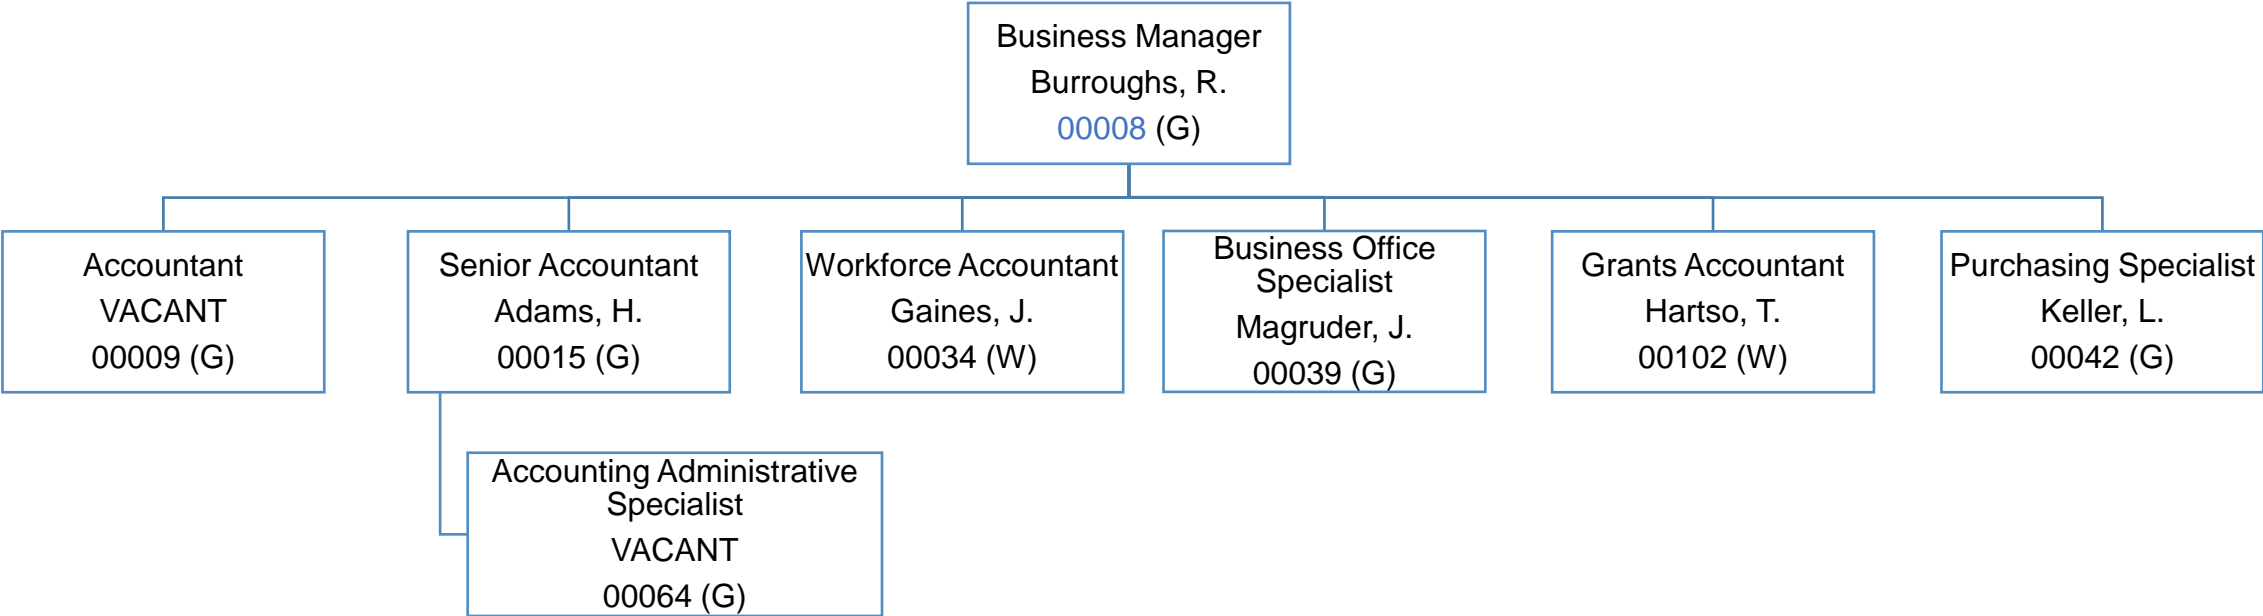 Business Manager
Burroughs, R.
00008 (G)
Accountant
VACANT
00009 (G)
Senior Accountant
Adams, H.
00015 (G)
Workforce Accountant
Gaines, J.
00034 (W)
Business Office
Specialist
Magruder, J.
00039 (G)
Grants Accountant
Hartso, T.
00102 (W)
Purchasing Specialist
Keller, L.
00042 (G)
Accounting Administrative
Specialist
VACANT
00064 (G)